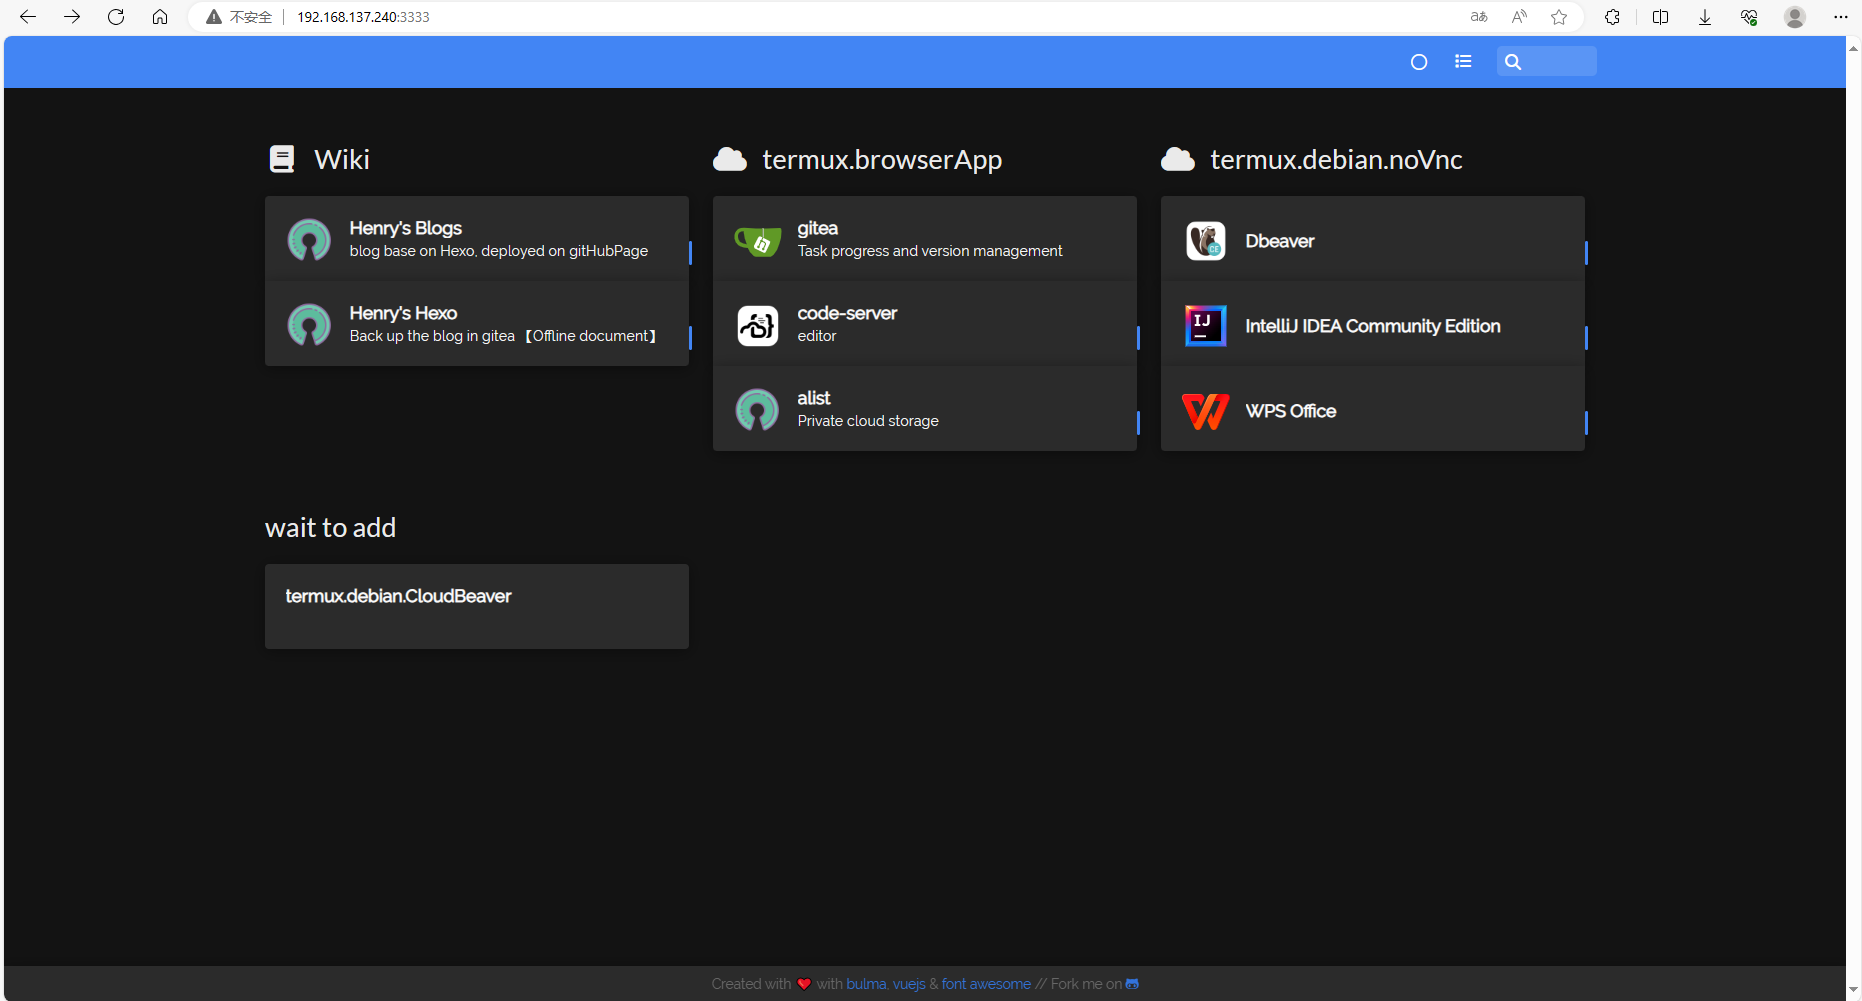 不安全
192.168.137.240:3333
Wiki
Henry's Blogs
blog base on Hexo, deployed on gitHubPage
Henry's Hexo
Back up the blog in gitea 【Offline document】
termux.browserApp
gitea
Task progress and version management
code-server
editor
alist
Private cloud storage
termux.debian.noVnc
Dbeaver
CE
IJ
IntelliJ IDEA Community Edition
WPS Office
wait to add
termux.debian.CloudBeaver
Created with ❤ with bulma, vuejs & font awesome // Fork me on